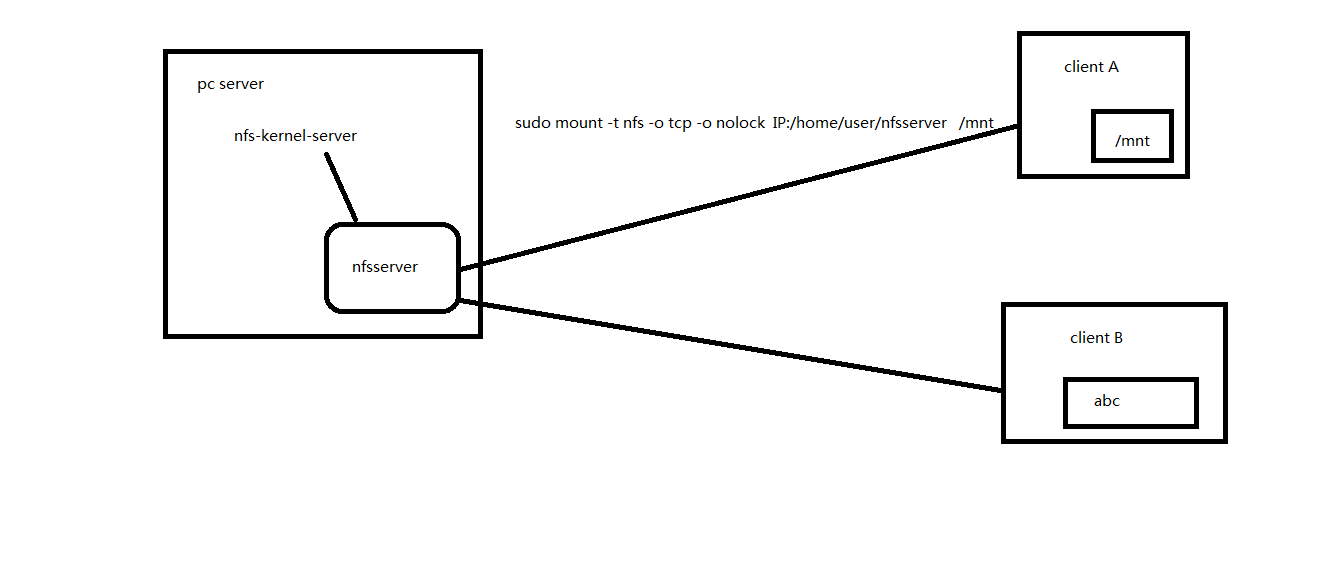 pc server
nfs-kernel-server
nfsserver
sudo mount -t nfs -o tcp -o nolock IP:/home/user/nfsserver /mnt
client A
/mnt
client B
abc